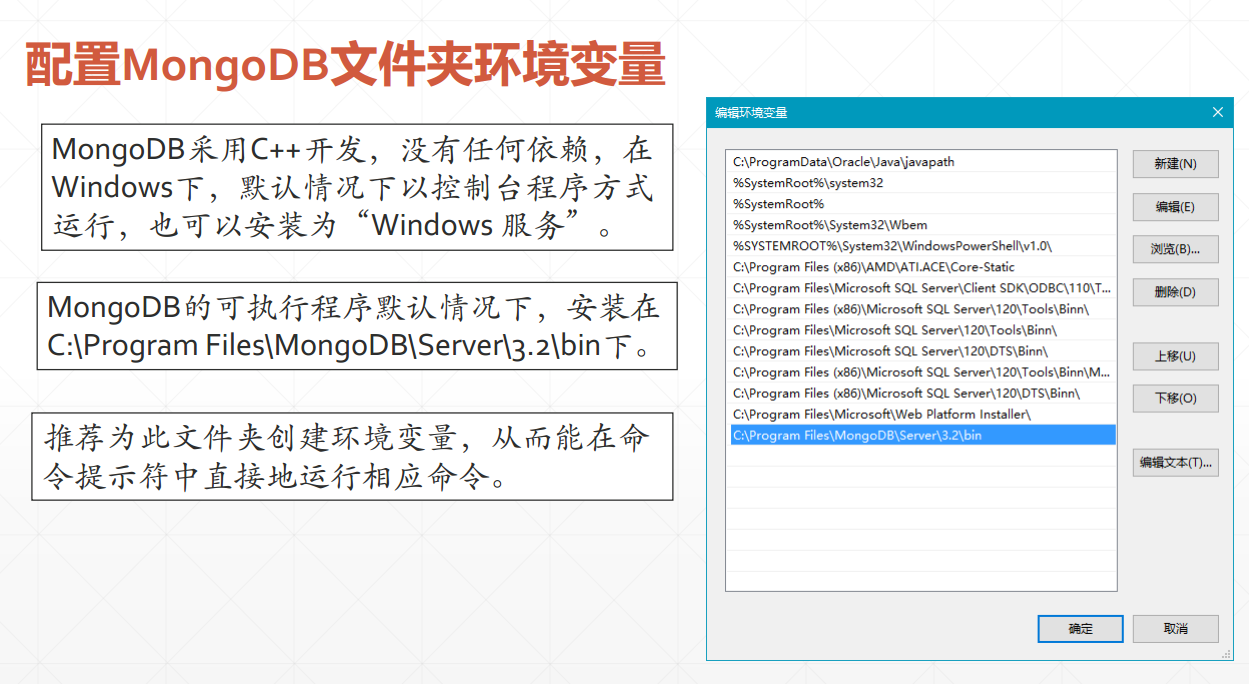 配置MongoDB文件夹环境变量
MongoDB采用C++开发，没有任何依赖，在
Windows下，默认情况下以控制台程序方式
运行，也可以安装为“Windows 服务”。
MongoDB的可执行程序默认情况下，安装在
C:\Program Files\MongoDB\Server\3.2\bin下。
推荐为此文件夹创建环境变量，从而能在命
令提示符中直接地运行相应命令。
编辑环境变量
C:\ProgramData\Oracle\Java\javapath
%SystemRoot%\system32
%SystemRoot%
%SystemRoot%\System32\Wbem
%SYSTEMROOT%\System32\WindowsPowerShell\v1.0\
C:\Program Files (x86)\AMD\ATI.ACE\Core-Static
C:\Program Files\Microsoft SQL Server\Client SDK\ODBC\110\T...
C:\Program Files (x86)\Microsoft SQL Server\120\Tools\Binn\
C:\Program Files\Microsoft SQL Server\120\Tools\Binn\
C:\Program Files\Microsoft SQL Server\120\DTS\Binn\
C:\Program Files (x86)\Microsoft SQL Server\120\Tools\Binn\M...
C:\Program Files (x86)\Microsoft SQL Server\120\DTS\Binn\
C:\Program Files\Microsoft\Web Platform Installer\
C:\Program Files\MongoDB\Server\3.2\bin
新建(N)
编辑(E)
浏览(B)...
删除(D)
上移(U)
下移(O)
编辑文本(T)...
确定
取消